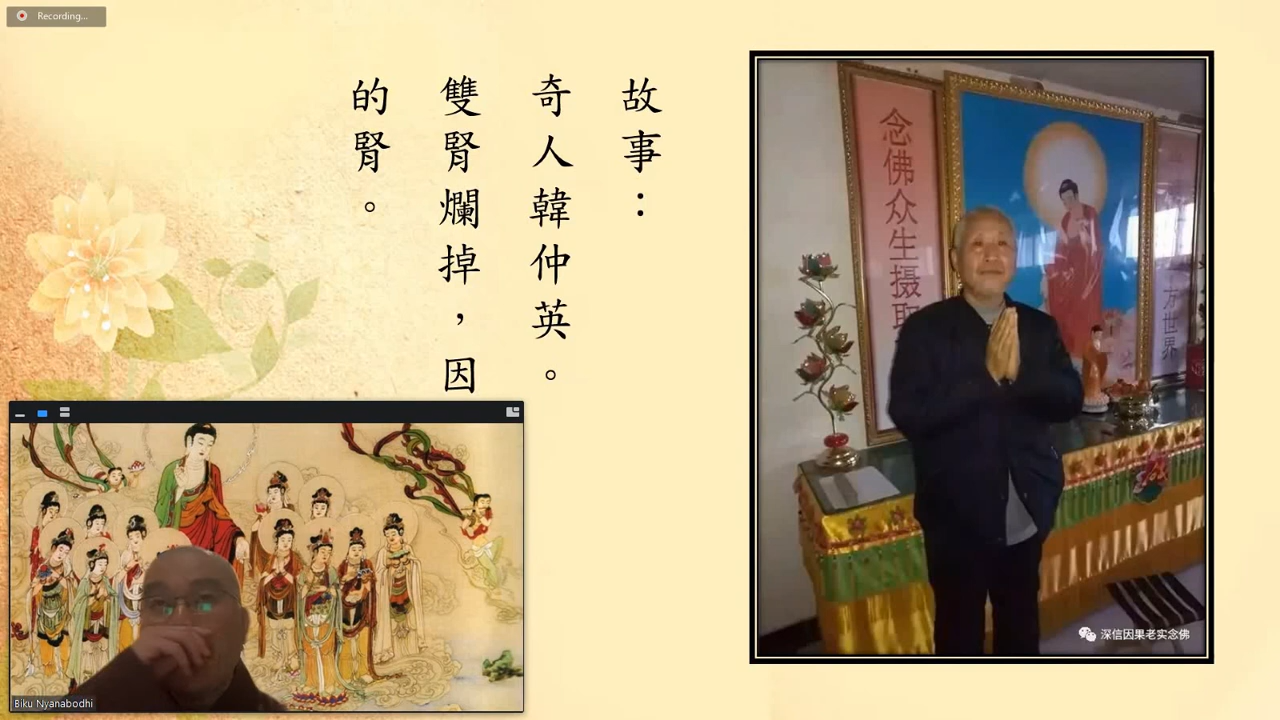 Recording...
故事：
奇人韓仲英。
雙腎爛掉，因
的腎。
念佛众生摄取
方世界
深信因果老实念佛
Biku Nyanabodhi